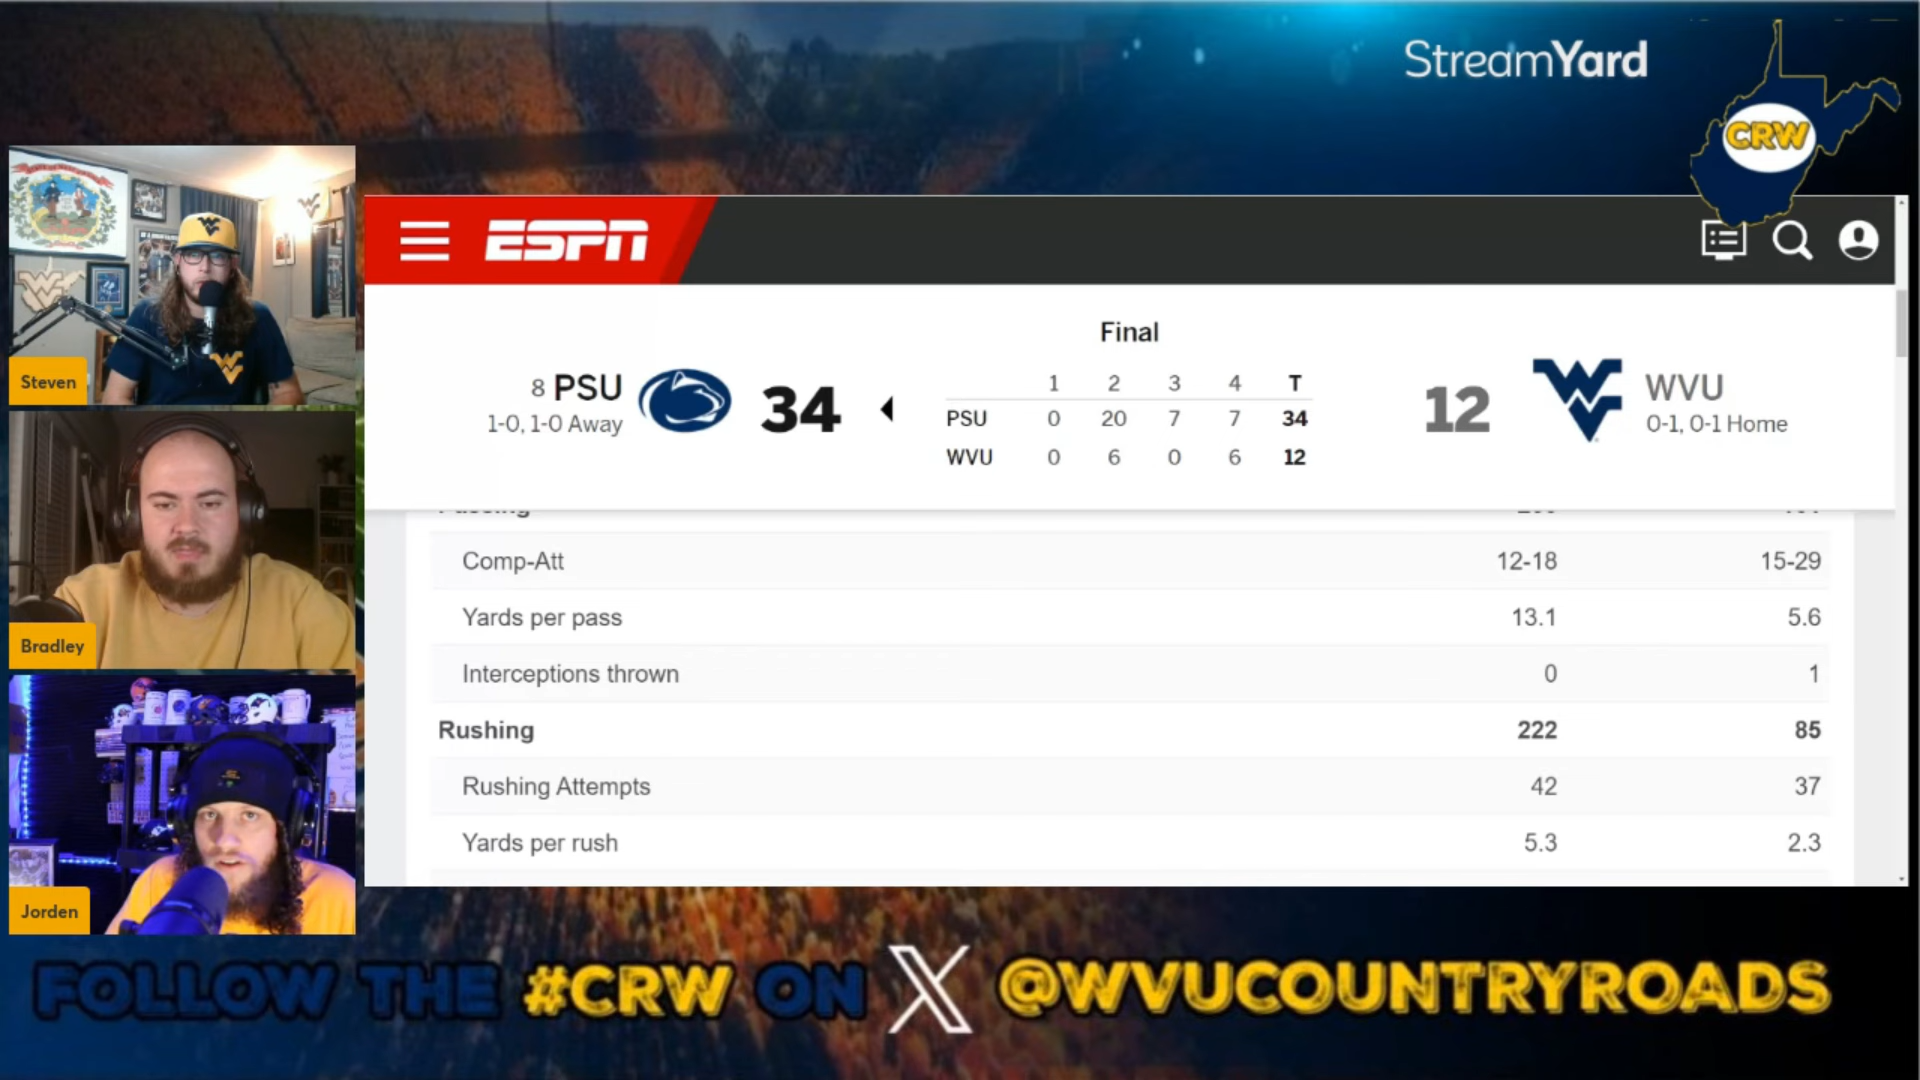 StreamYard
CRW
ESPN
Final
8 PSU
1-0, 1-0 Away
34
1 2 3 4 T
PSU 0 20 7 7 34
WVU 0 6 0 6 12
12
WVU
0-1, 0-1 Home
Comp-Att 12-18 15-29
Yards per pass 13.1 5.6
Interceptions thrown 0 1
Rushing 222 85
Rushing Attempts 42 37
Yards per rush 5.3 2.3
Steven
Bradley
Jorden
FOLLOW THE #CRW ON X @WVUCOUNTRYROADS